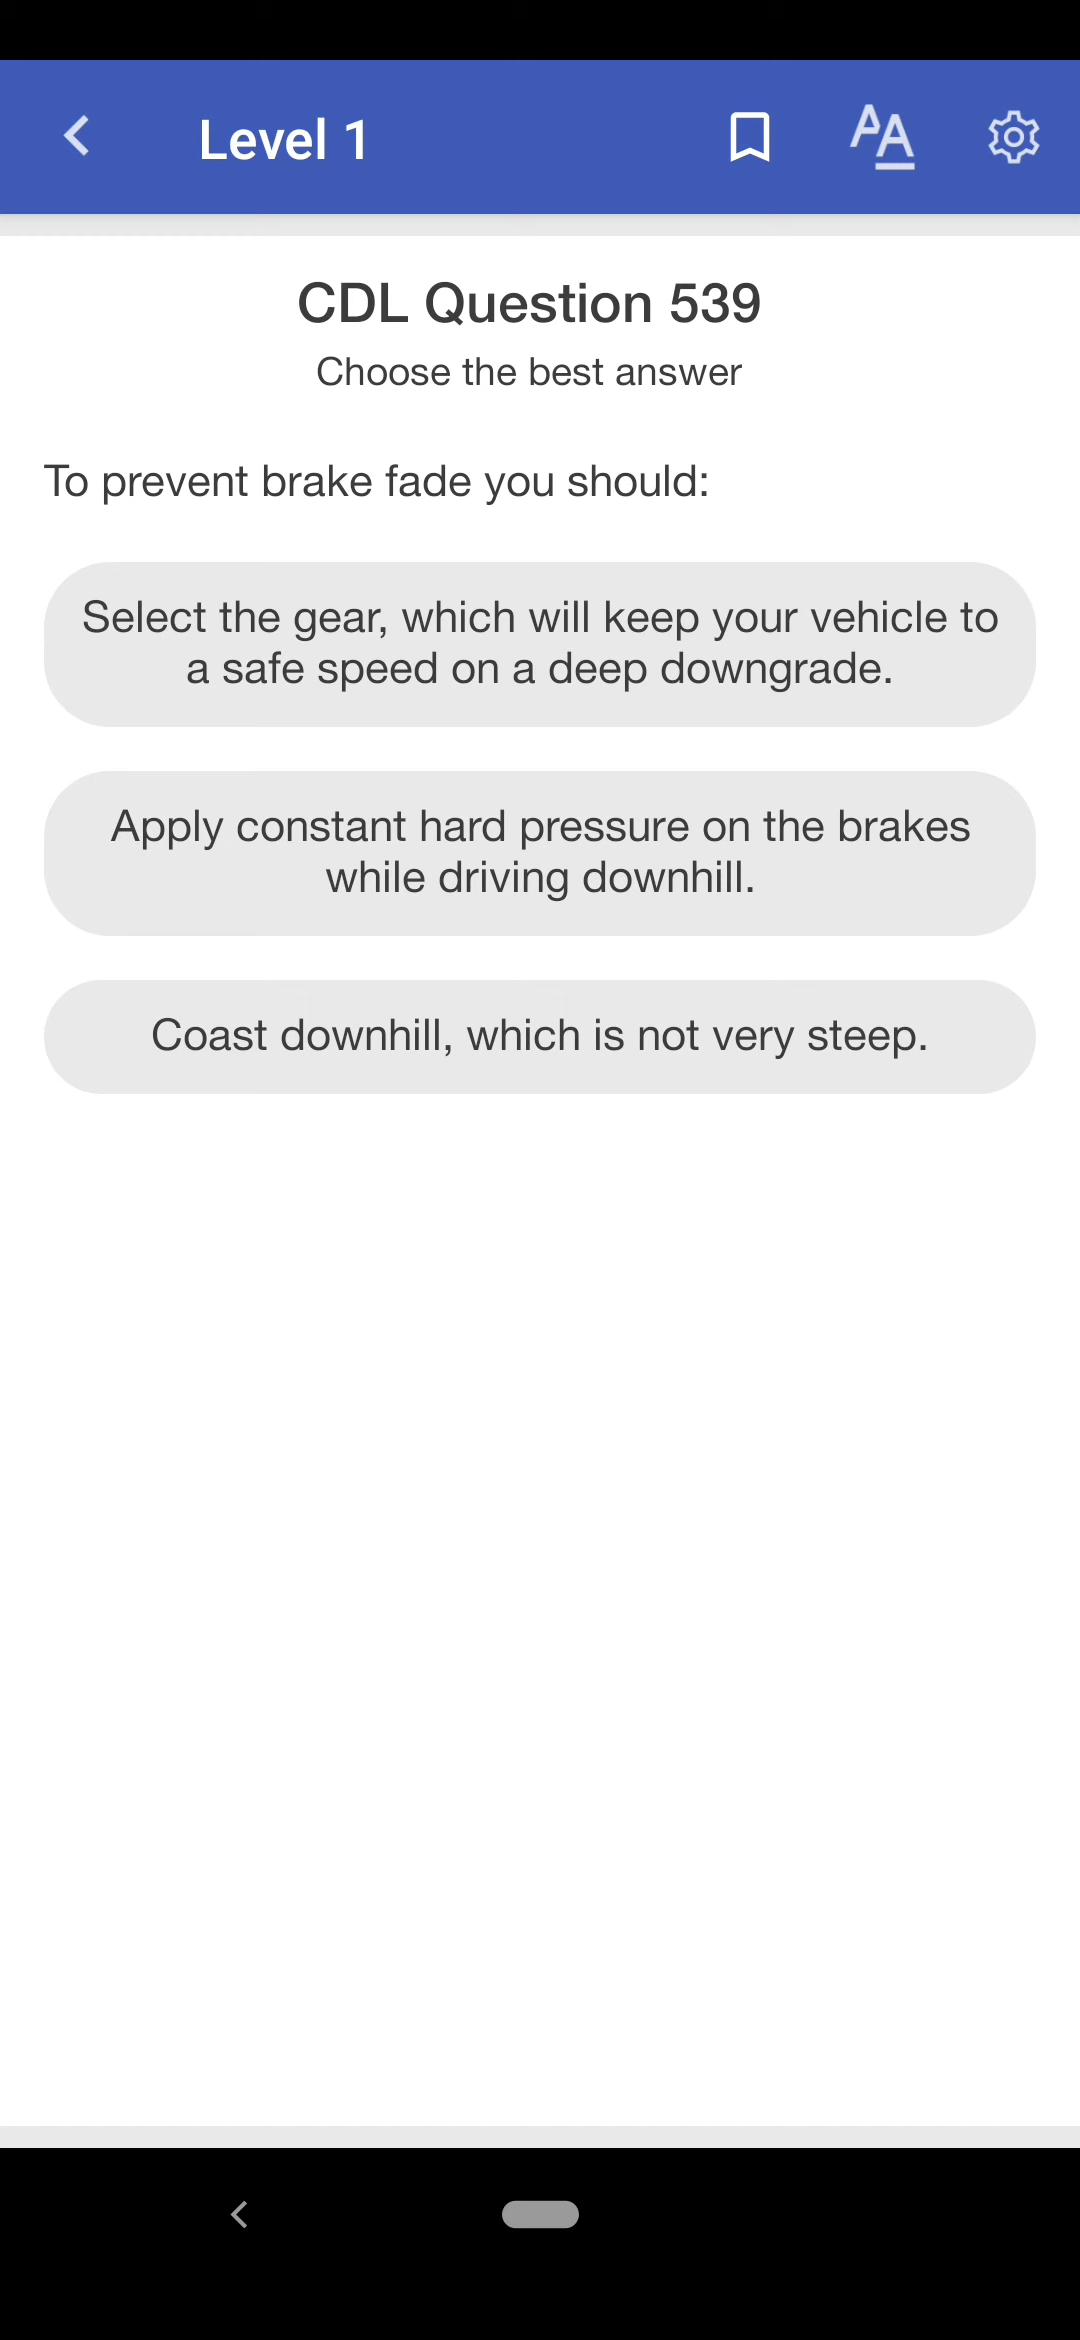 Level 1
AA
CDL Question 539
Choose the best answer
To prevent brake fade you should:
Select the gear, which will keep your vehicle to
a safe speed on a deep downgrade.
Apply constant hard pressure on the brakes
while driving downhill.
Coast downhill, which is not very steep.